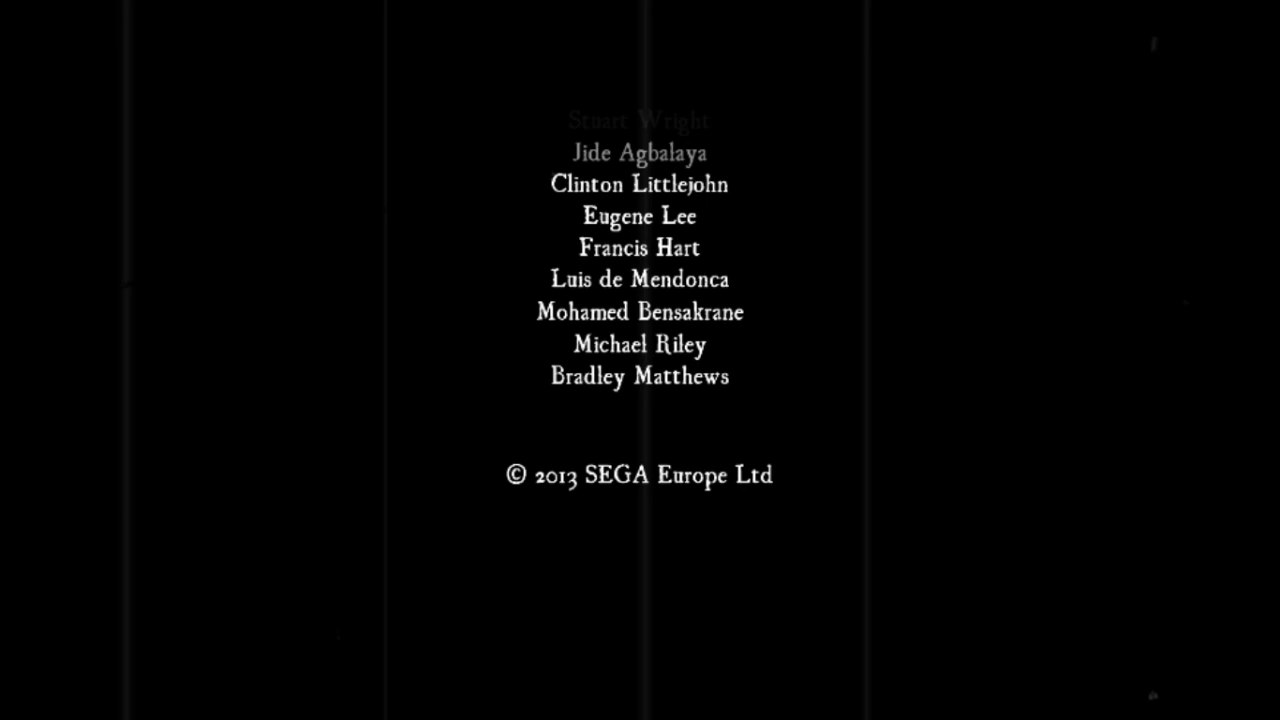 Stuart Wright
Jide Agbalaya
Clinton Littlejohn
Eugene Lee
Francis Hart
Luis de Mendonca
Mohamed Bensakrane
Michael Riley
Bradley Matthews
© 2013 SEGA Europe Ltd